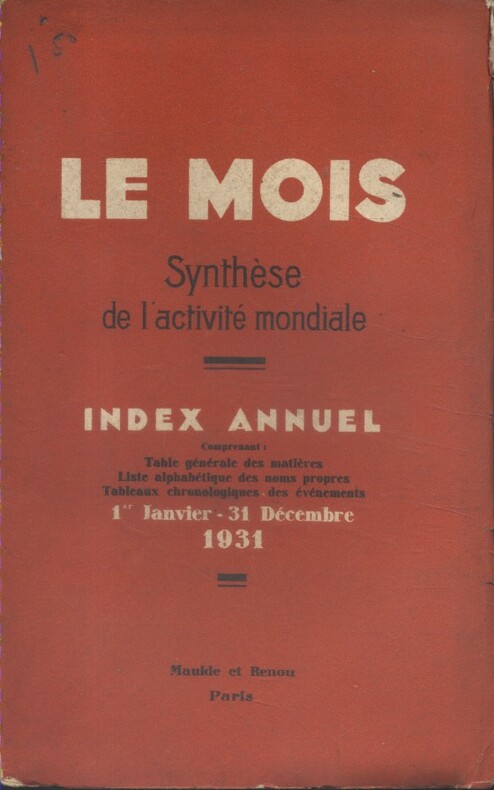 LE MOIS
Synthèse
de l'activité mondiale
INDEX ANNUEL
Comprenant :
Table générale des matières
Liste alphabétique des noms propres
Tableaux chronologiques des événements
1er Janvier - 31 Décembre
1931
Maulde et Renou
Paris